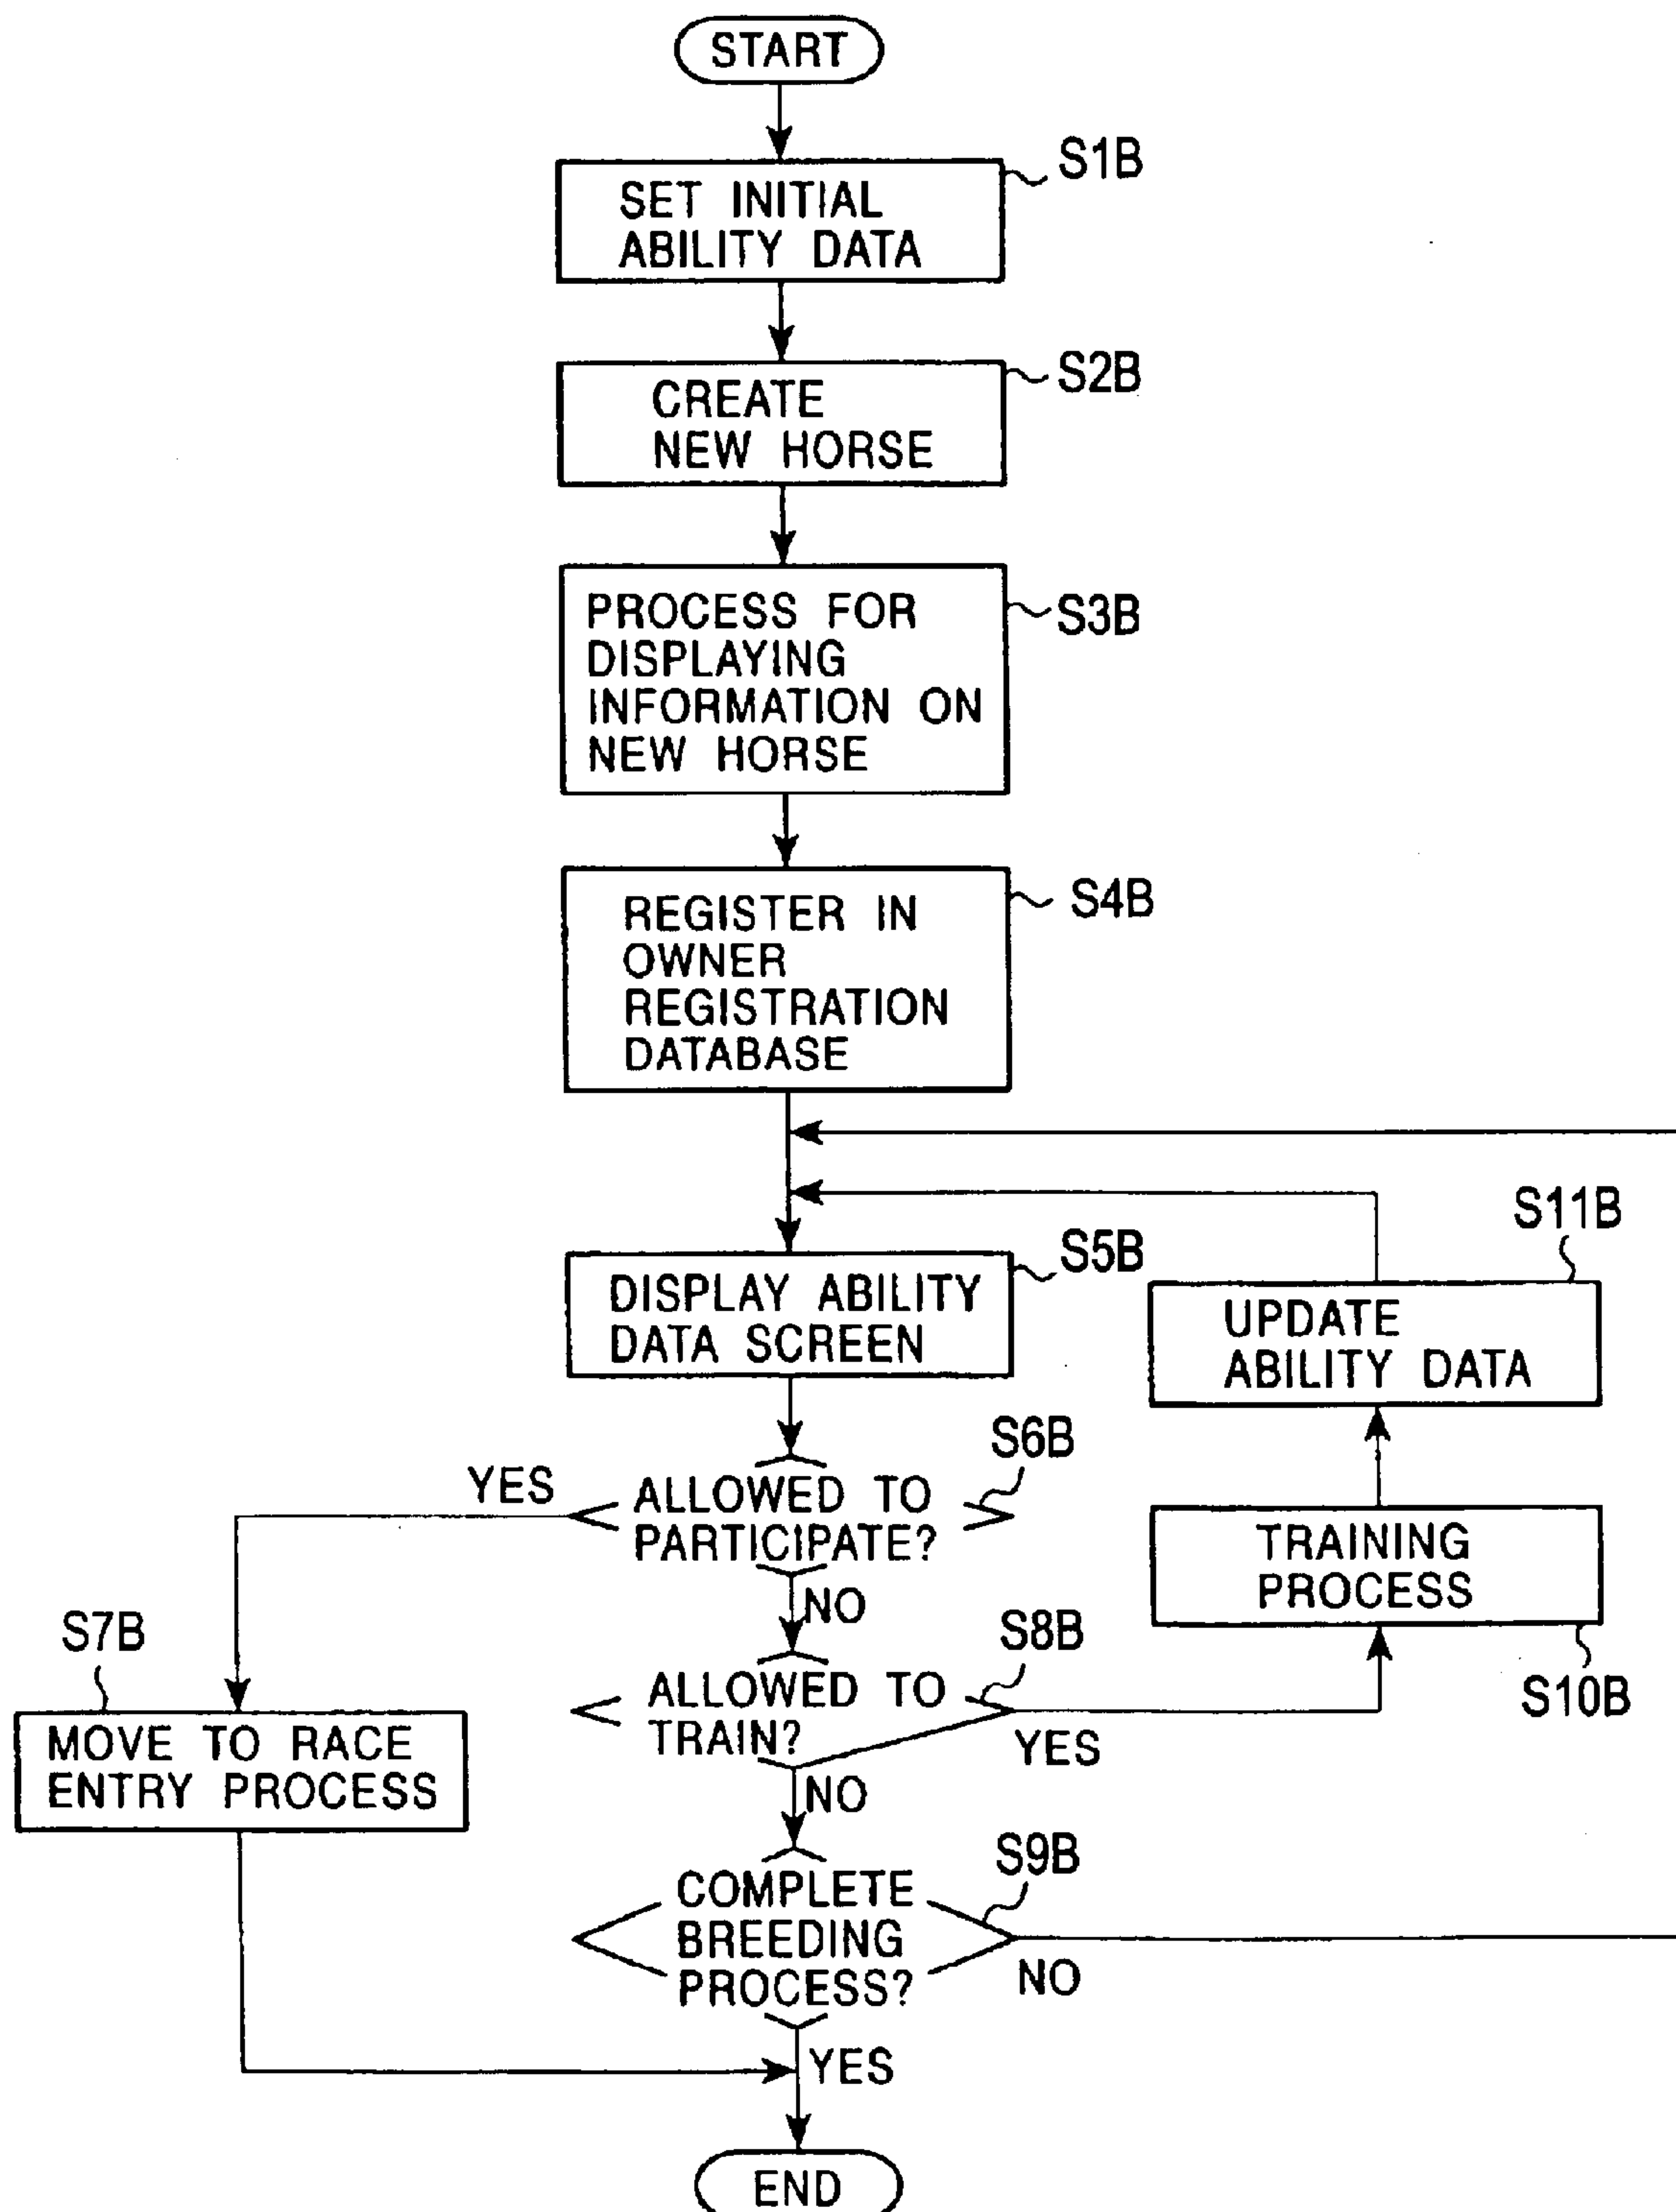 START
S1B
SET INITIAL
ABILITY DATA
S2B
CREATE
NEW HORSE
S3B
PROCESS FOR
DISPLAYING
INFORMATION ON
NEW HORSE
S4B
REGISTER IN
OWNER
REGISTRATION
DATABASE
S5B
DISPLAY ABILITY
DATA SCREEN
S11B
UPDATE
ABILITY DATA
S6B
YES
ALLOWED TO
PARTICIPATE?
NO
TRAINING
PROCESS
S10B
S7B
MOVE TO RACE
ENTRY PROCESS
S8B
ALLOWED TO
TRAIN?
YES
NO
S9B
COMPLETE
BREEDING
PROCESS?
NO
YES
END